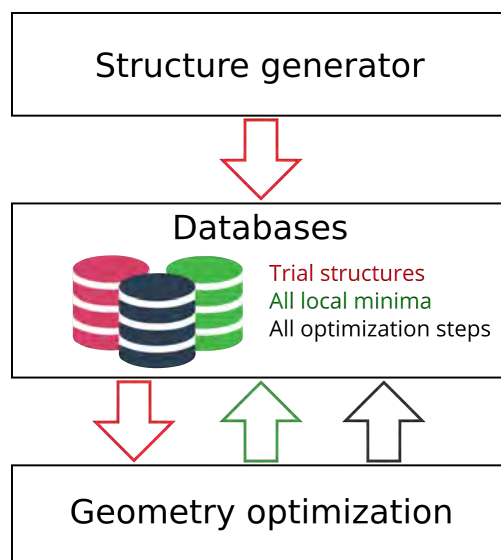 Structure generator
Databases
Trial structures
All local minima
All optimization steps
Geometry optimization